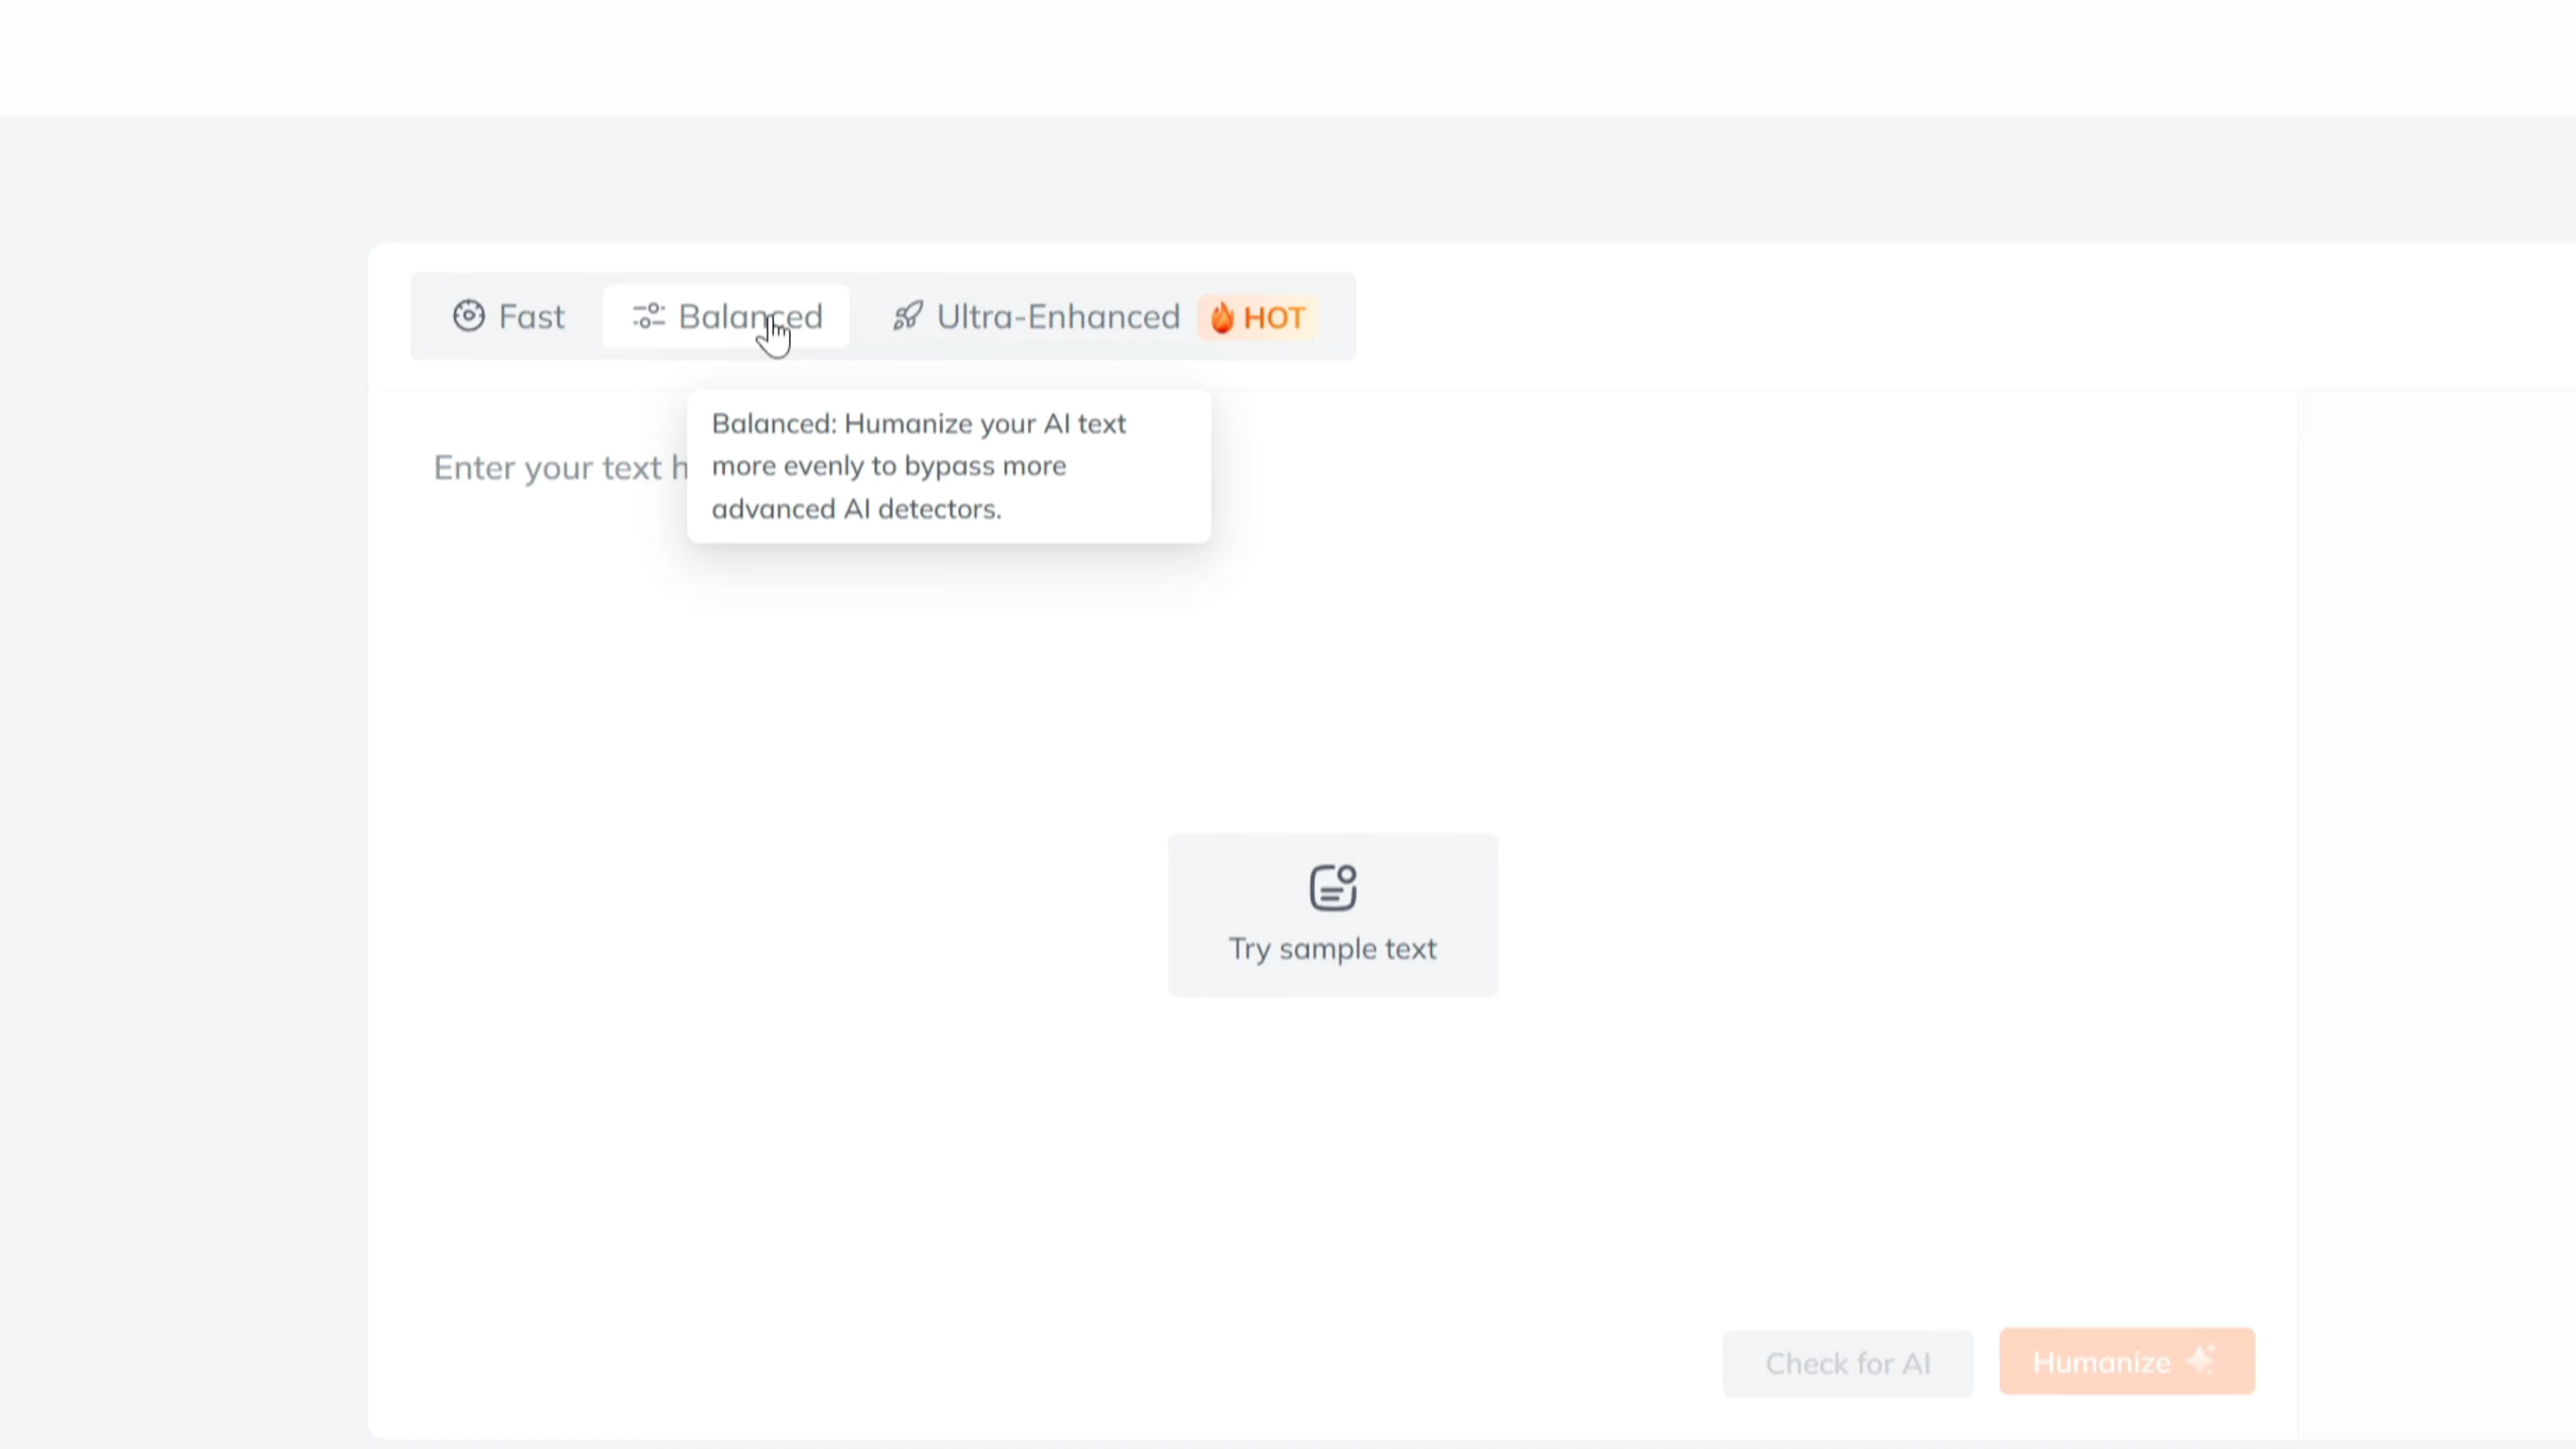 Fast Balanced Ultra-Enhanced HOT
Balanced: Humanize your AI text
more evenly to bypass more
advanced AI detectors.
Enter your text
Try sample text
Check for AI Humanize